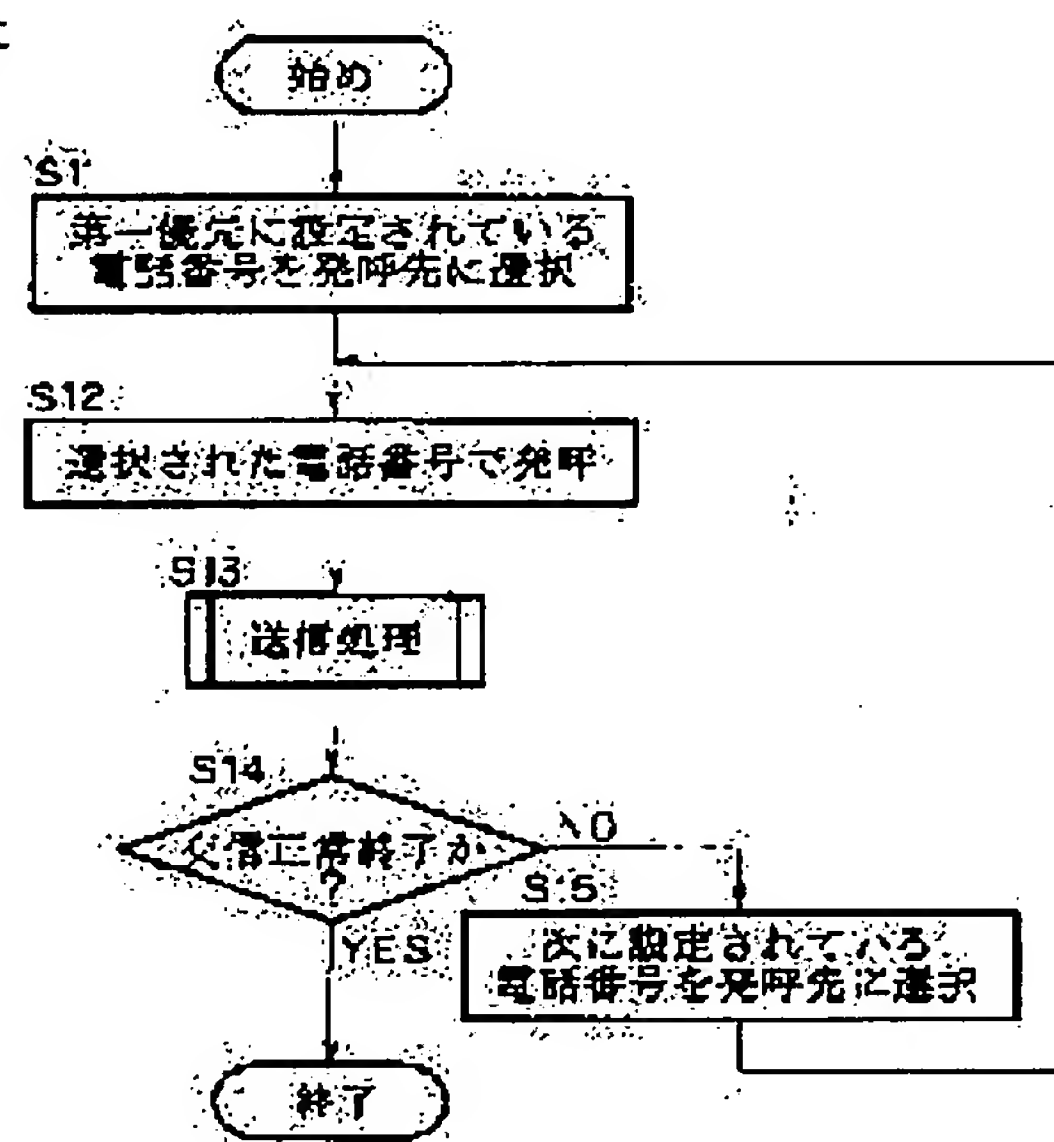 始め
S1
第一優先に設定されている
電話番号を発呼先に選択
S12
選択された電話番号で発呼
S13
送信処理
S14
正常終了か
?
NO
YES
S15
次に設定されている
電話番号を発呼先に選択
終了